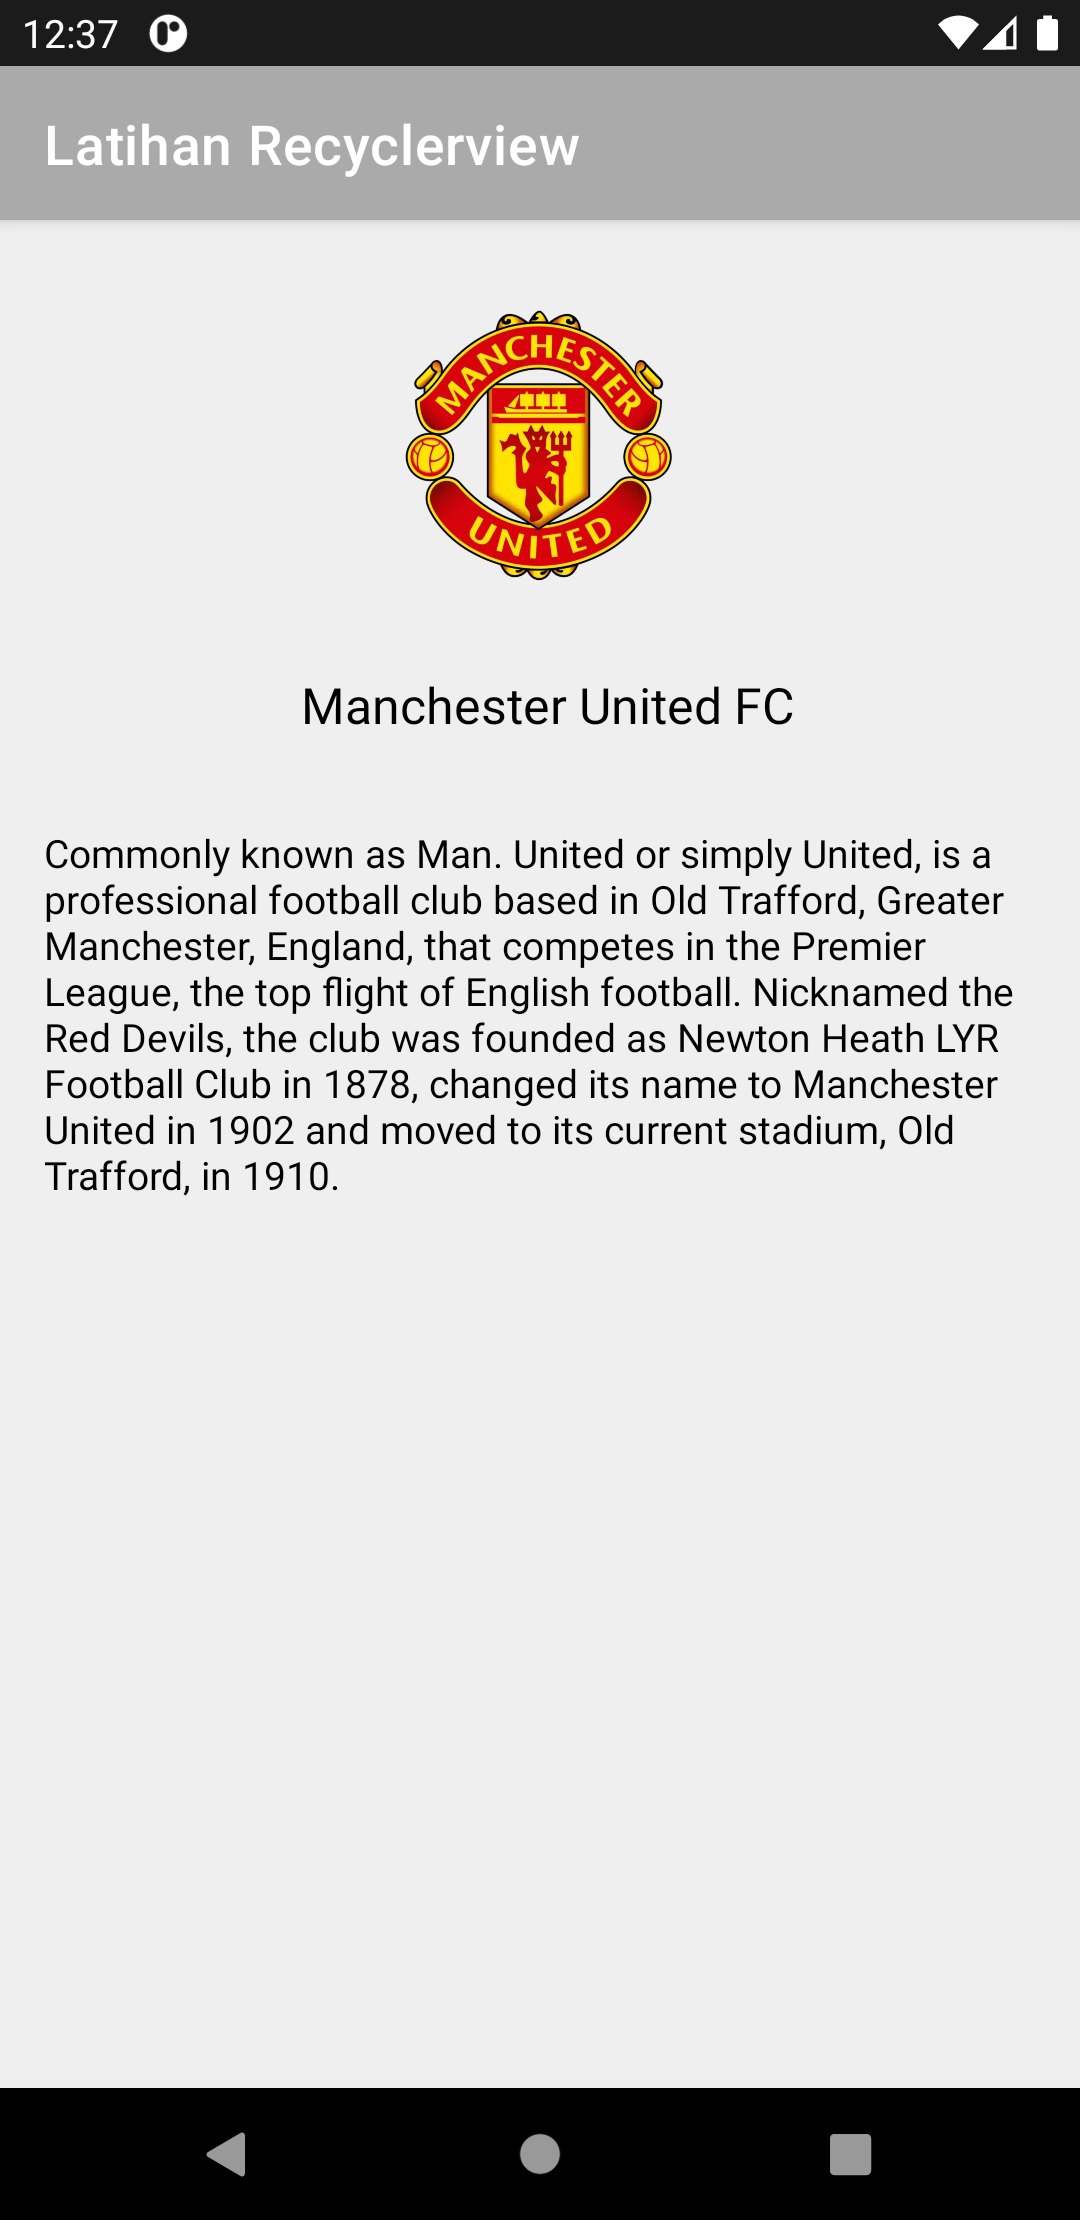 12:37
Latihan Recyclerview
MANCHESTER
UNITED
Manchester United FC
Commonly known as Man. United or simply United, is a
professional football club based in Old Trafford, Greater
Manchester, England, that competes in the Premier
League, the top flight of English football. Nicknamed the
Red Devils, the club was founded as Newton Heath LYR
Football Club in 1878, changed its name to Manchester
United in 1902 and moved to its current stadium, Old
Trafford, in 1910.